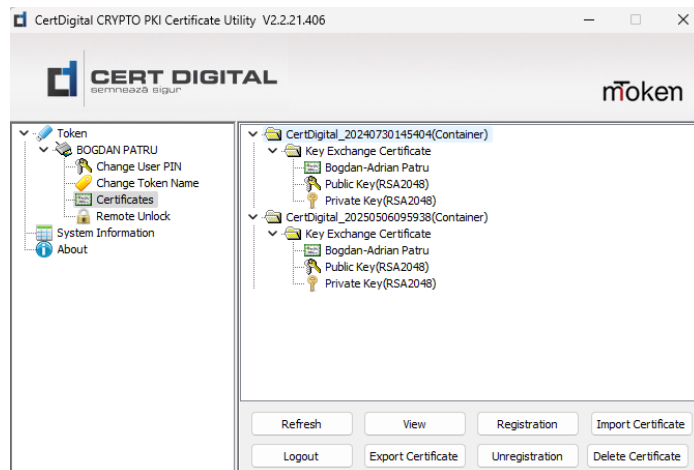 CertDigital CRYPTO PKI Certificate Utility V2.2.21.406
CERT DIGITAL
semnează sigur
mToken
Token
BOGDAN PATRU
Change User PIN
Change Token Name
Certificates
Remote Unlock
System Information
About
CertDigital_20240730145404(Container)
Key Exchange Certificate
Bogdan-Adrian Patru
Public Key(RSA2048)
Private Key(RSA2048)
CertDigital_20250506095938(Container)
Key Exchange Certificate
Bogdan-Adrian Patru
Public Key(RSA2048)
Private Key(RSA2048)
Refresh View Registration Import Certificate
Logout Export Certificate Unregistration Delete Certificate